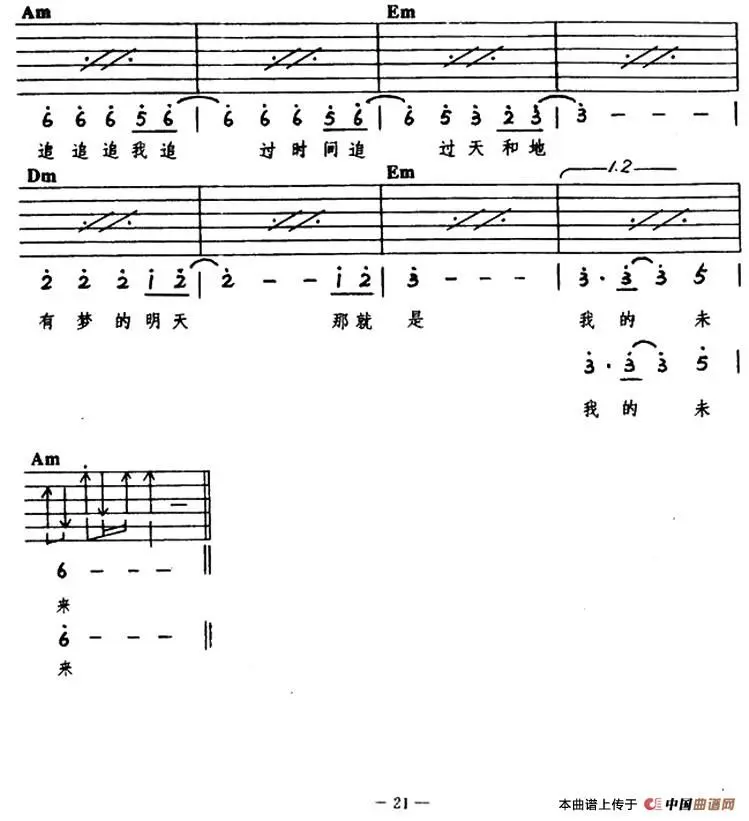 Am Em
6 6 6 5 6 | 6 6 6 5 6 | 6 5 3 2 3 | 3 - - - |
追 追 追 我 追 过 时 间 追 过 天 和 地
Dm Em 1.2
2 2 2 1 2 | 2 - - 1 2 | 3 - - - 3 · 3 3 5 |
有 梦 的 明 天 那 就 是 我 的 未
3 · 3 3 5 |
我 的 未
Am
6 - - - ||
来
6 - - - ||
来
— 21 —
本曲谱上传于 中国曲谱网